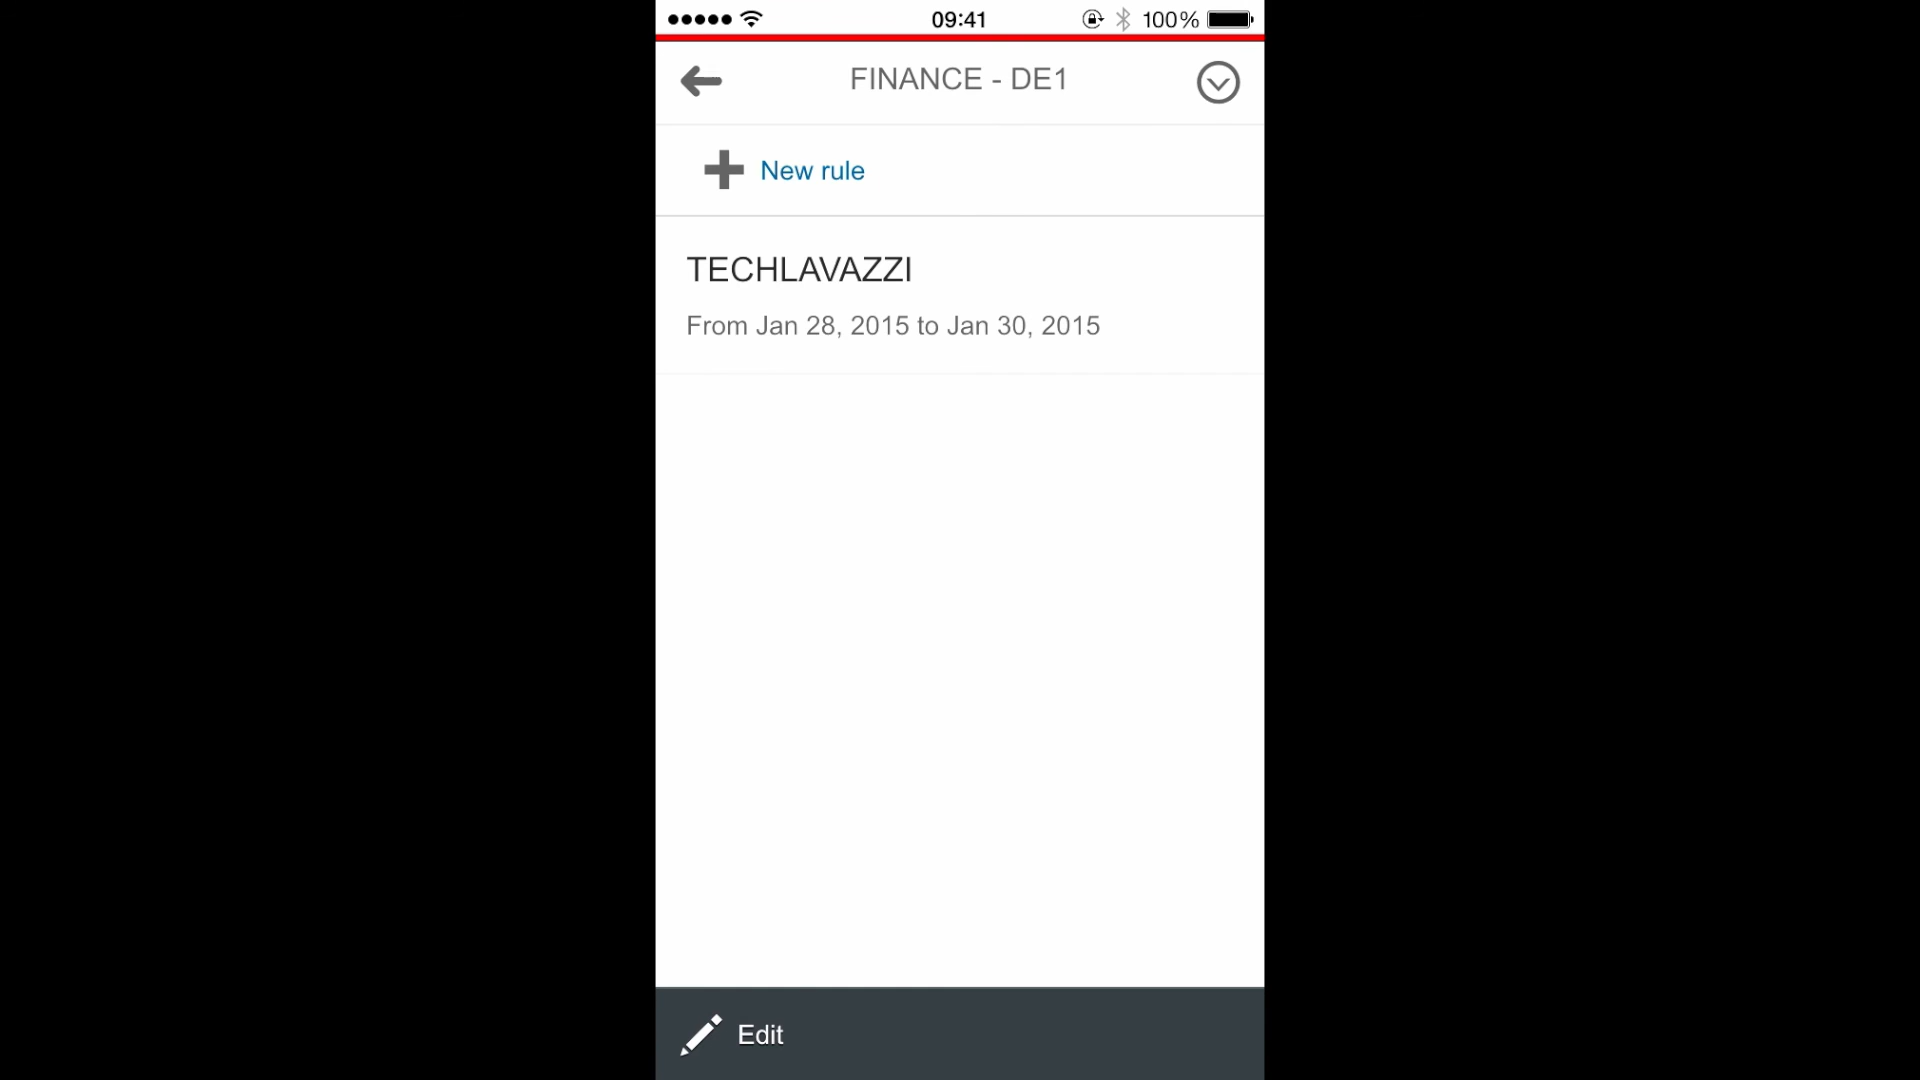 09:41 100%
FINANCE - DE1
New rule
TECHLAVAZZI
From Jan 28, 2015 to Jan 30, 2015
Edit